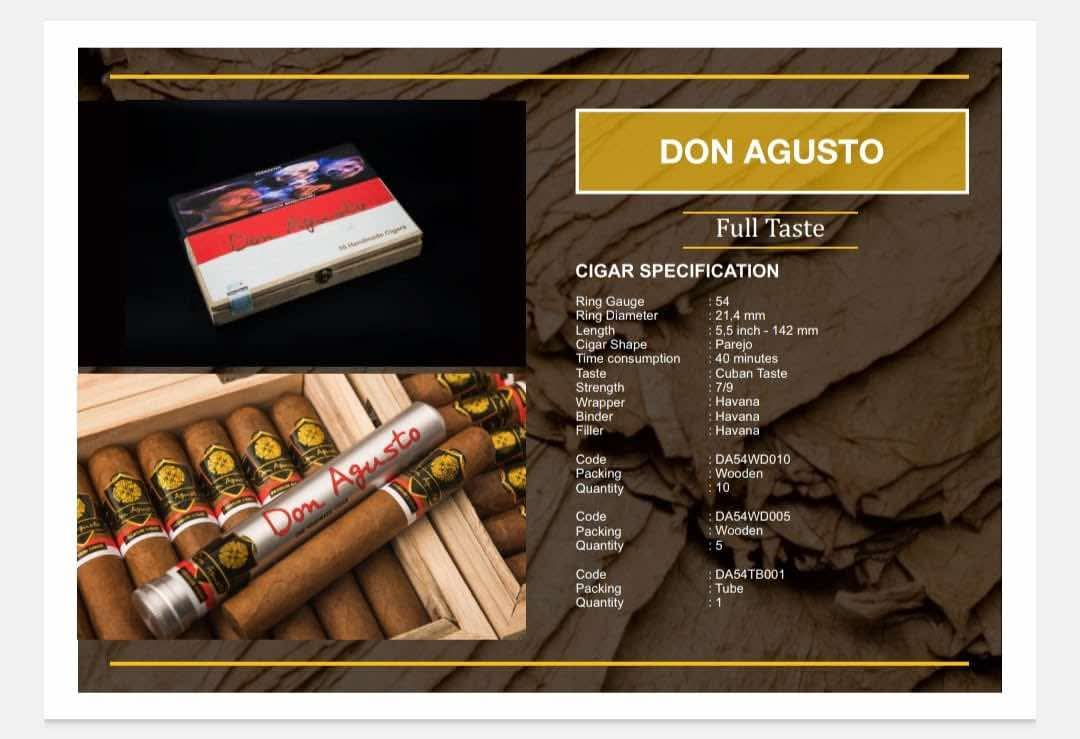 DON AGUSTO
Full Taste
CIGAR SPECIFICATION
Ring Gauge : 54
Ring Diameter : 21,4 mm
Length : 5,5 inch - 142 mm
Cigar Shape : Parejo
Time consumption : 40 minutes
Taste : Cuban Taste
Strength : 7/9
Wrapper : Havana
Binder : Havana
Filler : Havana
Code : DA54WD010
Packing : Wooden
Quantity : 10
Code : DA54WD005
Packing : Wooden
Quantity : 5
Code : DA54TB001
Packing : Tube
Quantity : 1
Don Agusto
10 Handmade Cigars
Don Agusto